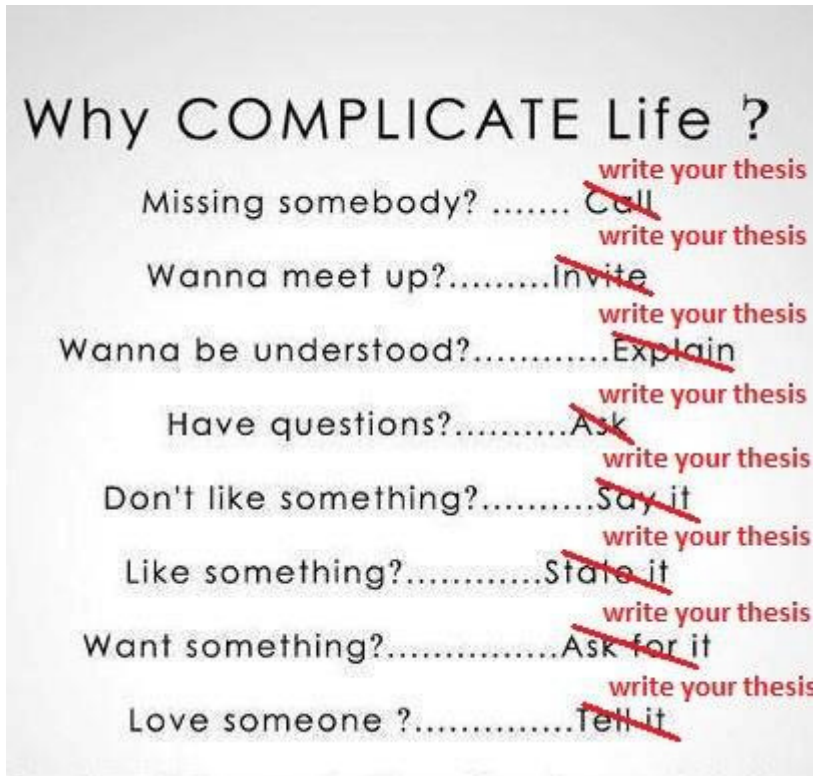 Why COMPLICATE Life ?
write your thesis
Missing somebody? ....... Call
write your thesis
Wanna meet up?.........Invite
write your thesis
Wanna be understood?............Explain
write your thesis
Have questions?..........Ask
write your thesis
Don't like something?..........Say it
write your thesis
Like something?............State it
write your thesis
Want something?...............Ask for it
write your thesis
Love someone ?..............Tell it